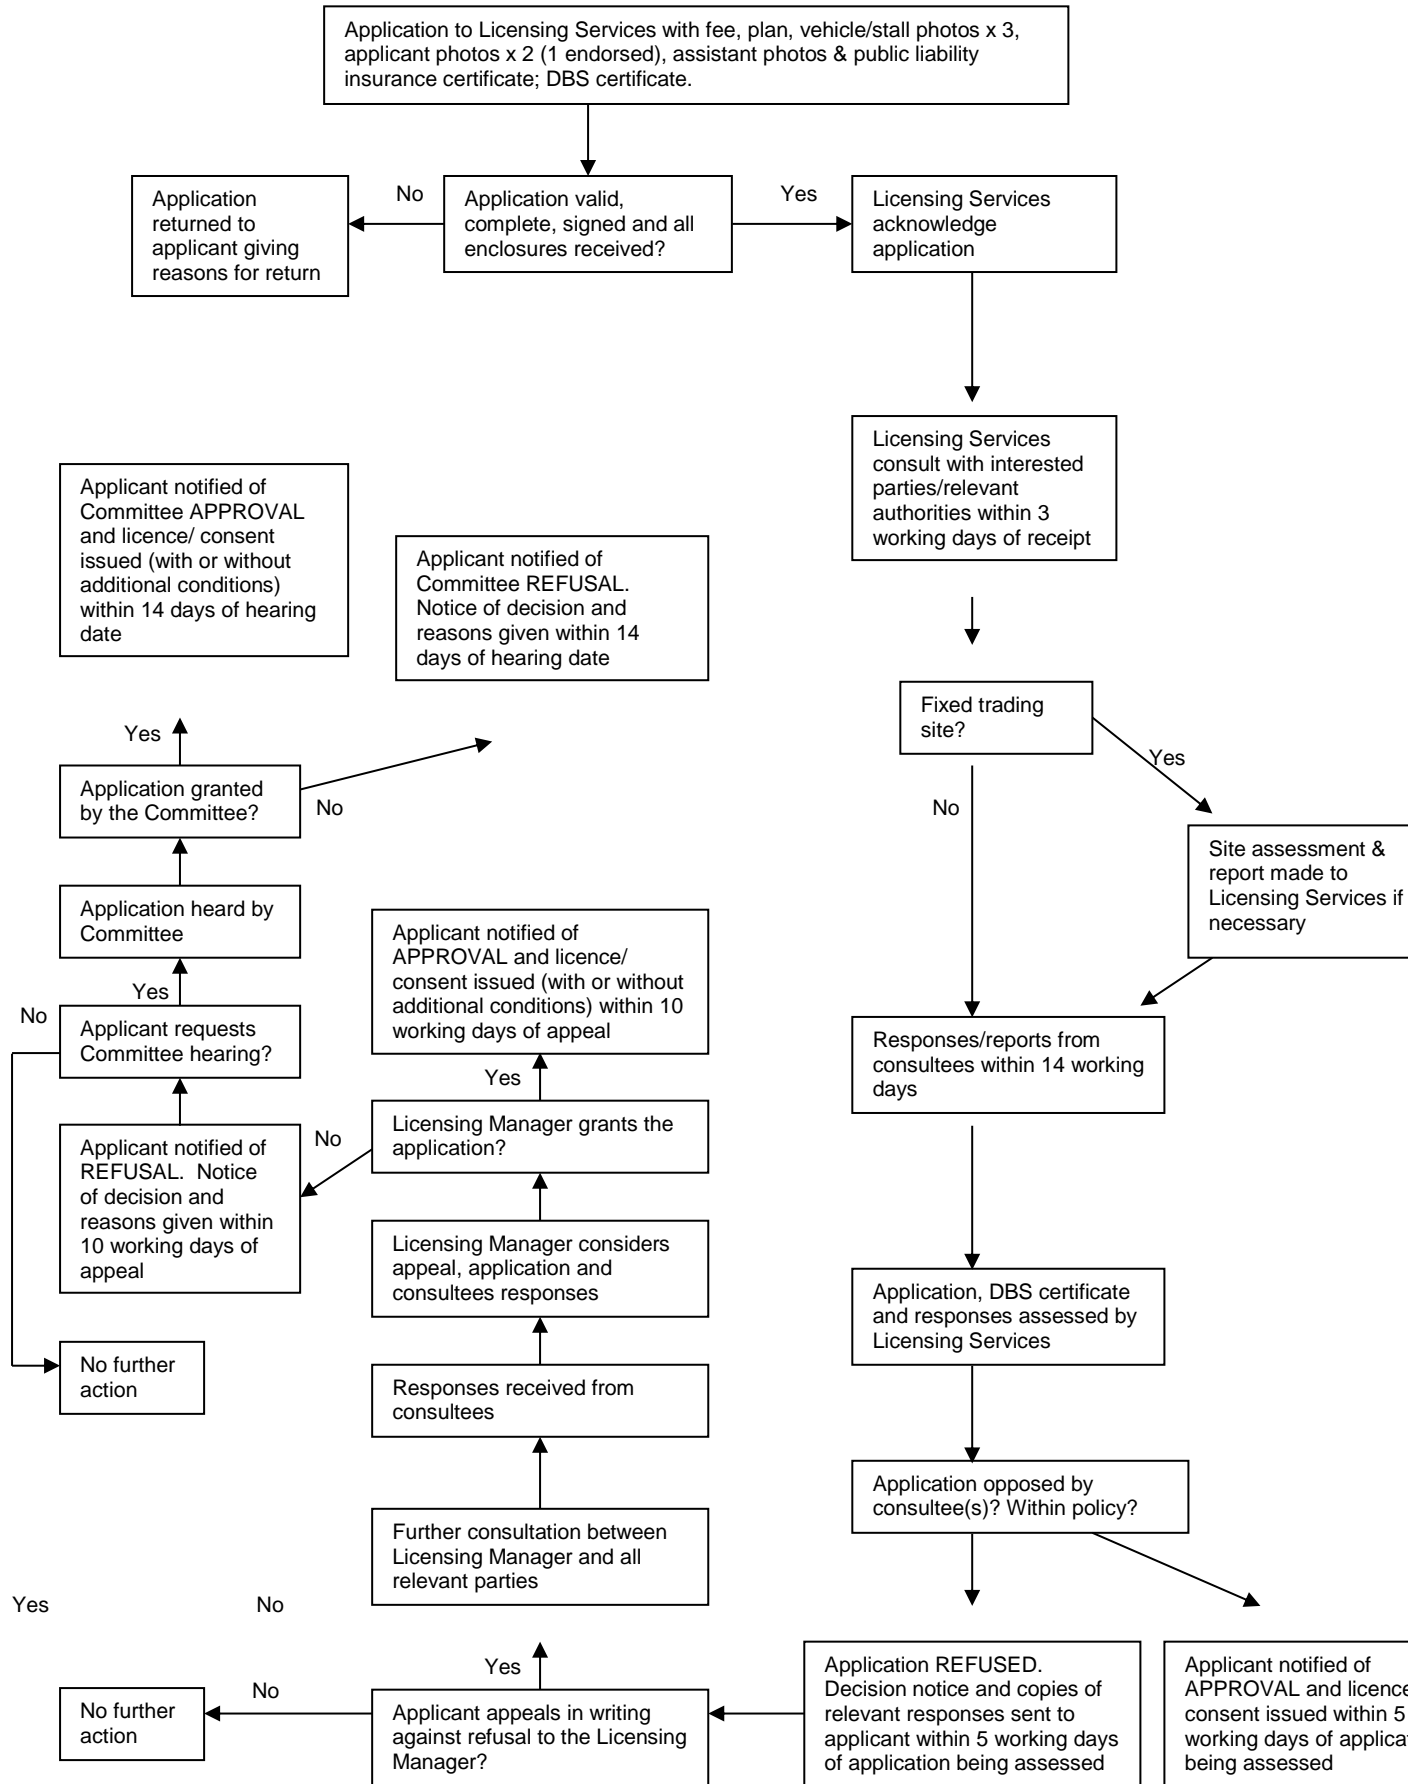 Application to Licensing Services with fee, plan, vehicle/stall photos x 3,
applicant photos x 2 (1 endorsed), assistant photos & public liability
insurance certificate; DBS certificate.
Application
returned to
applicant giving
reasons for return
No
Application valid,
complete, signed and all
enclosures received?
Yes
Licensing Services
acknowledge
application
Licensing Services
consult with interested
parties/relevant
authorities within 3
working days of receipt
Applicant notified of
Committee APPROVAL
and licence/ consent
issued (with or without
additional conditions)
within 14 days of hearing
date
Applicant notified of
Committee REFUSAL.
Notice of decision and
reasons given within 14
days of hearing date
Fixed trading
site?
Yes
No
Yes
Application granted
by the Committee?
No
Site assessment &
report made to
Licensing Services if
necessary
Application heard by
Committee
Applicant notified of
APPROVAL and licence/
consent issued (with or without
additional conditions) within 10
working days of appeal
Yes
No
Applicant requests
Committee hearing?
Responses/reports from
consultees within 14 working
days
Yes
Licensing Manager grants the
application?
No
Applicant notified of
REFUSAL.  Notice
of decision and
reasons given within
10 working days of
appeal
Licensing Manager considers
appeal, application and
consultees responses
Application, DBS certificate
and responses assessed by
Licensing Services
No further
action
Responses received from
consultees
Application opposed by
consultee(s)? Within policy?
Further consultation between
Licensing Manager and all
relevant parties
Yes
No
Yes
No
No further
action
Applicant appeals in writing
against refusal to the Licensing
Manager?
Application REFUSED.
Decision notice and copies of
relevant responses sent to
applicant within 5 working days
of application being assessed
Applicant notified of
APPROVAL and licence
consent issued within 5
working days of applicat
being assessed